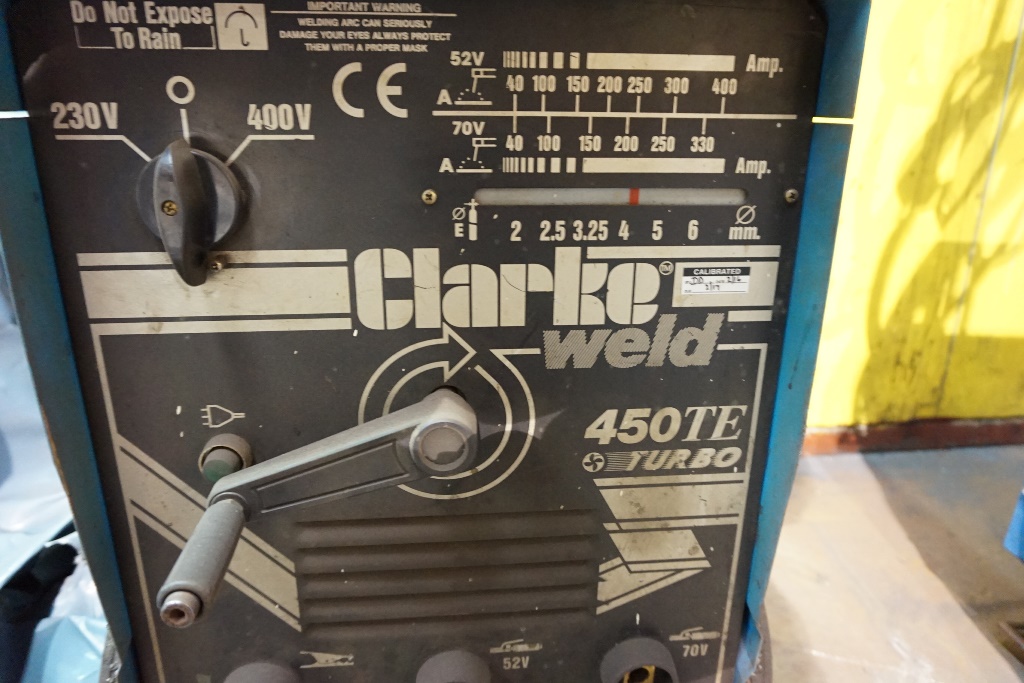 Do Not Expose
To Rain
IMPORTANT WARNING
WELDING ARC CAN SERIOUSLY
DAMAGE YOUR EYES ALWAYS PROTECT
THEM WITH A PROPER MASK
CE
230V
O
400V
52V
Amp.
A
40 100 150 200 250 300 400
70V
40 100 150 200 250 330
A
Amp.
Ø
E
2 2.5 3.25 4 5 6
Ø
mm.
Clarke™
CALIBRATED
weld
450TE
TURBO
52V
70V